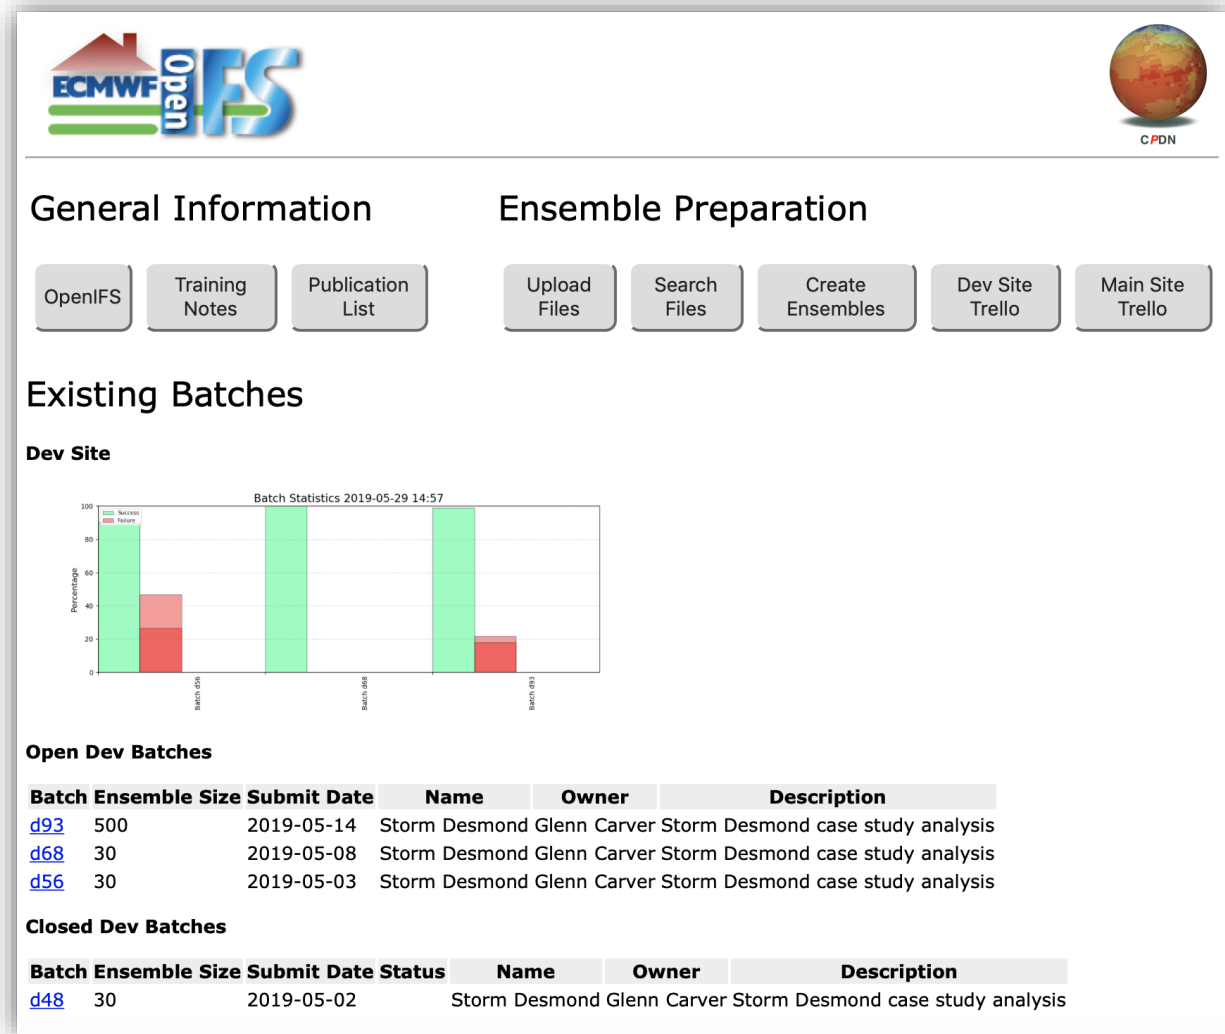 ECMWF Open IFS
CPDN
General Information
Ensemble Preparation
OpenIFS
Training
Notes
Publication
List
Upload
Files
Search
Files
Create
Ensembles
Dev Site
Trello
Main Site
Trello
Existing Batches
Dev Site
Batch Statistics 2019-05-29 14:57
Success
Failure
Percentage
100
80
60
40
20
0
Batch d56
Batch d68
Batch d93
Open Dev Batches
Batch Ensemble Size Submit Date Name Owner Description
d93 500 2019-05-14 Storm Desmond Glenn Carver Storm Desmond case study analysis
d68 30 2019-05-08 Storm Desmond Glenn Carver Storm Desmond case study analysis
d56 30 2019-05-03 Storm Desmond Glenn Carver Storm Desmond case study analysis
Closed Dev Batches
Batch Ensemble Size Submit Date Status Name Owner Description
d48 30 2019-05-02 Storm Desmond Glenn Carver Storm Desmond case study analysis